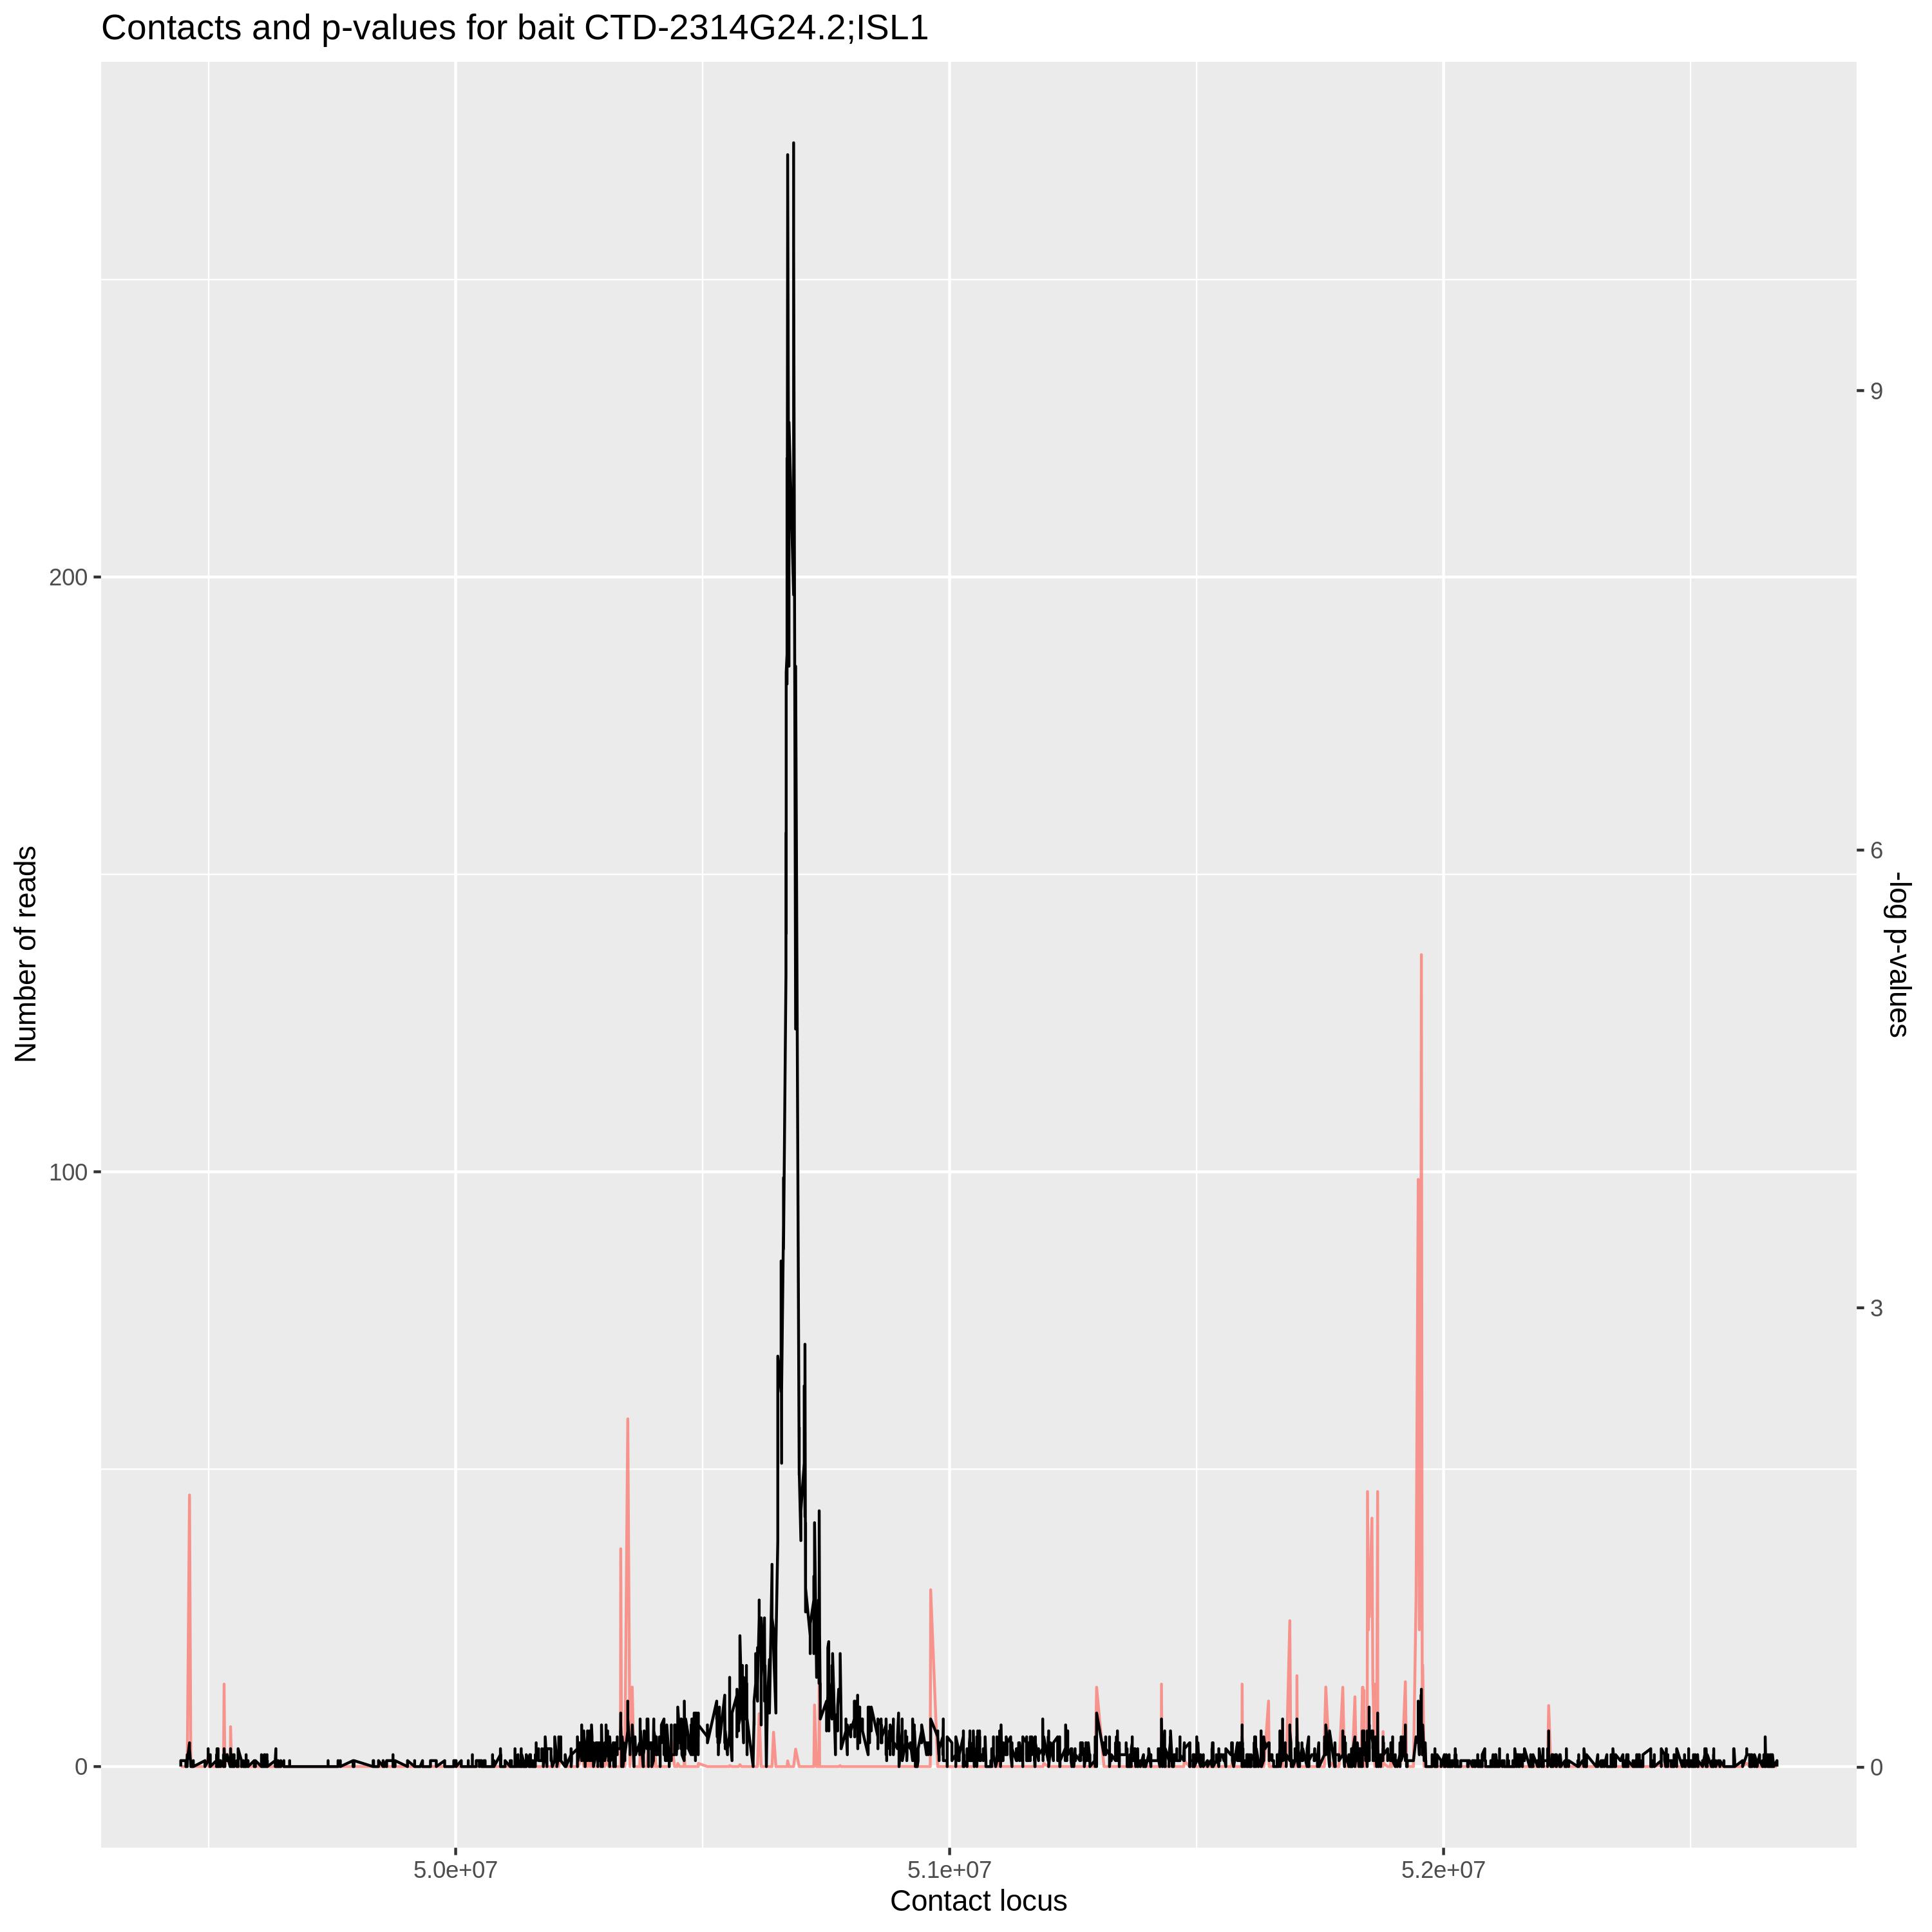 Contacts and p-values for bait CTD-2314G24.2;ISL1
Number of reads
200
100
0
9
6
3
0
-log p-values
5.0e+07
5.1e+07
5.2e+07
Contact locus